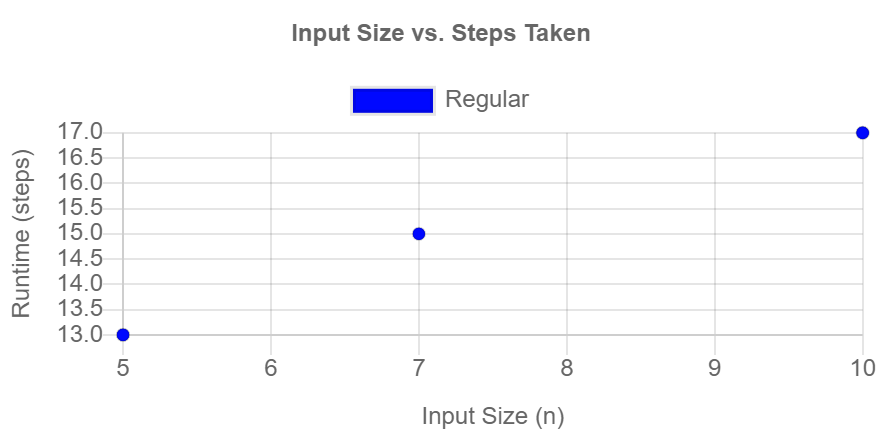 Input Size vs. Steps Taken
Regular
Runtime (steps)
17.0
16.5
16.0
15.5
15.0
14.5
14.0
13.5
13.0
5 6 7 8 9 10
Input Size (n)